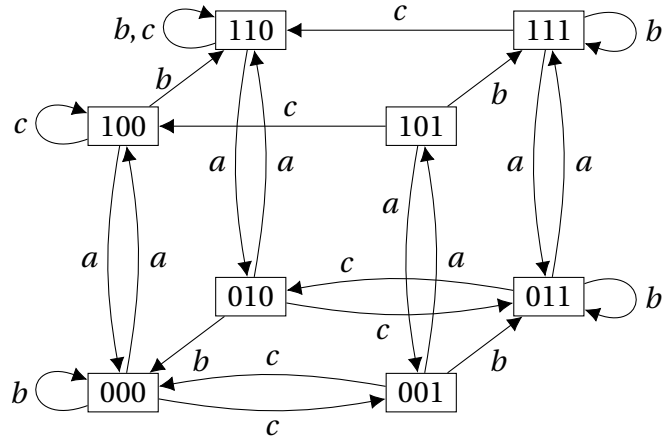 b, c 110 c 111 b
b b
c 100 c 101
a a a a a a
a a
010 c 011 b
c
b c b
b 000 001
c